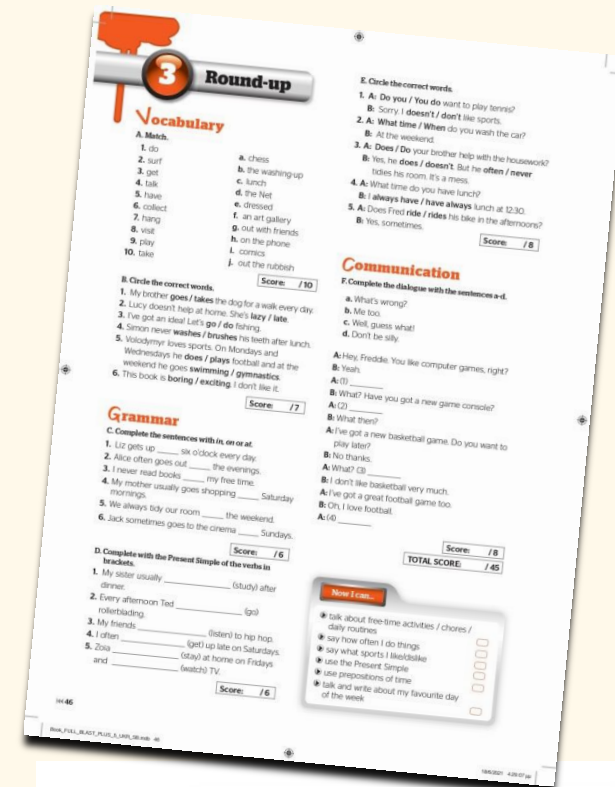 3 Round-up
Vocabulary
A. Match.
1. do
2. surf
3. get
4. talk
5. have
6. collect
7. hang
8. visit
9. play
10. take
a. chess
b. the washing-up
c. lunch
d. the Net
e. dressed
f. an art gallery
g. out with friends
h. on the phone
i. comics
j. out the rubbish
Score: /10
B. Circle the correct words.
1. My brother goes / takes the dog for a walk every day.
2. Lucy doesn't help at home. She's lazy / late.
3. I've got an idea! Let's go / do fishing.
4. Simon never washes / brushes his teeth after lunch.
5. Volodymyr loves sports. On Mondays and
Wednesdays he does / plays football and at the
weekend he goes swimming / gymnastics.
6. This book is boring / exciting. I don't like it.
Score: /7
Grammar
C. Complete the sentences with in, on or at.
1. Liz gets up _____ six o'clock every day.
2. Alice often goes out _____ the evenings.
3. I never read books _____ my free time.
4. My mother usually goes shopping _____ Saturday
mornings.
5. We always tidy our room _____ the weekend.
6. Jack sometimes goes to the cinema _____ Sundays.
Score: /6
D. Complete with the Present Simple of the verbs in
brackets.
1. My sister usually __________ (study) after
dinner.
2. Every afternoon Ted __________ (go)
rollerblading.
3. My friends __________ (listen) to hip hop.
4. I often __________ (get) up late on Saturdays.
5. Zoia __________ (stay) at home on Fridays
and __________ (watch) TV.
Score: /6
46
E. Circle the correct words.
1. A: Do you / You do want to play tennis?
B: Sorry. I doesn't / don't like sports.
2. A: What time / When do you wash the car?
B: At the weekend.
3. A: Does / Do your brother help with the housework?
B: Yes, he does / doesn't. But he often / never
tidies his room. It's a mess.
4. A: What time do you have lunch?
B: I always have / have always lunch at 12:30.
5. A: Does Fred ride / rides his bike in the afternoons?
B: Yes, sometimes.
Score: /8
Communication
F. Complete the dialogue with the sentences a-d.
a. What's wrong?
b. Me too.
c. Well, guess what!
d. Don't be silly.
A: Hey, Freddie. You like computer games, right?
B: Yeah.
A: (1) _____
B: What? Have you got a new game console?
A: (2) _____
B: What then?
A: I've got a new basketball game. Do you want to
play later?
B: No thanks.
A: What? (3) _____
B: I don't like basketball very much.
A: I've got a great football game too.
B: Oh, I love football.
A: (4) _____
Score: /8
TOTAL SCORE: /45
Now I can...
talk about free-time activities / chores /
daily routines
say how often I do things
say what sports I like/dislike
use the Present Simple
use prepositions of time
talk and write about my favourite day
of the week